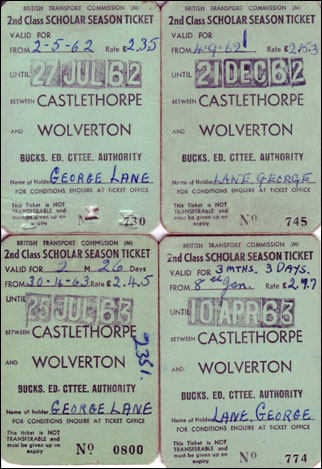 BRITISH TRANSPORT COMMISSION (M)
2nd Class SCHOLAR SEASON TICKET
VALID FOR
FROM 2-5-62 Rate £2.3.5
UNTIL 27 JUL 62
BETWEEN
CASTLETHORPE
AND
WOLVERTON
BUCKS. ED. CTTEE. AUTHORITY
Name of Holder GEORGE LANE
FOR CONDITIONS ENQUIRE AT TICKET OFFICE
This Ticket is NOT
TRANSFERABLE and
must be given up on
expiry
730
BRITISH TRANSPORT COMMISSION (M)
2nd Class SCHOLAR SEASON TICKET
VALID FOR
FROM 4.9.62 Rate £2.15.3
UNTIL 21 DEC 62
BETWEEN
CASTLETHORPE
AND
WOLVERTON
BUCKS. ED. CTTEE. AUTHORITY
Name of Holder LANE GEORGE
FOR CONDITIONS ENQUIRE AT TICKET OFFICE
This Ticket is NOT
TRANSFERABLE and
must be given up on
expiry
Nº 745
BRITISH TRANSPORT COMMISSION (M)
2nd Class SCHOLAR SEASON TICKET
VALID FOR 2 M 26 Days
FROM 30-4-63 Rate £2.4.5
UNTIL 25 JUL 63
BETWEEN
CASTLETHORPE
AND
WOLVERTON
BUCKS. ED. CTTEE. AUTHORITY
Name of Holder GEORGE LANE
FOR CONDITIONS ENQUIRE AT TICKET OFFICE
This ticket is NOT
TRANSFERABLE and
must be given up on
expiry
Nº 0800
BRITISH TRANSPORT COMMISSION (M)
2nd Class SCHOLAR SEASON TICKET
VALID FOR 3 MTHS. 3 DAYS.
FROM 8th Jan. Rate £2.9.7
UNTIL 10 APR 63
BETWEEN
CASTLETHORPE
AND
WOLVERTON
BUCKS. ED. CTTEE. AUTHORITY
Name of Holder LANE, GEORGE
FOR CONDITIONS ENQUIRE AT TICKET OFFICE
This ticket is NOT
TRANSFERABLE and
must be given up on
expiry
Nº 774